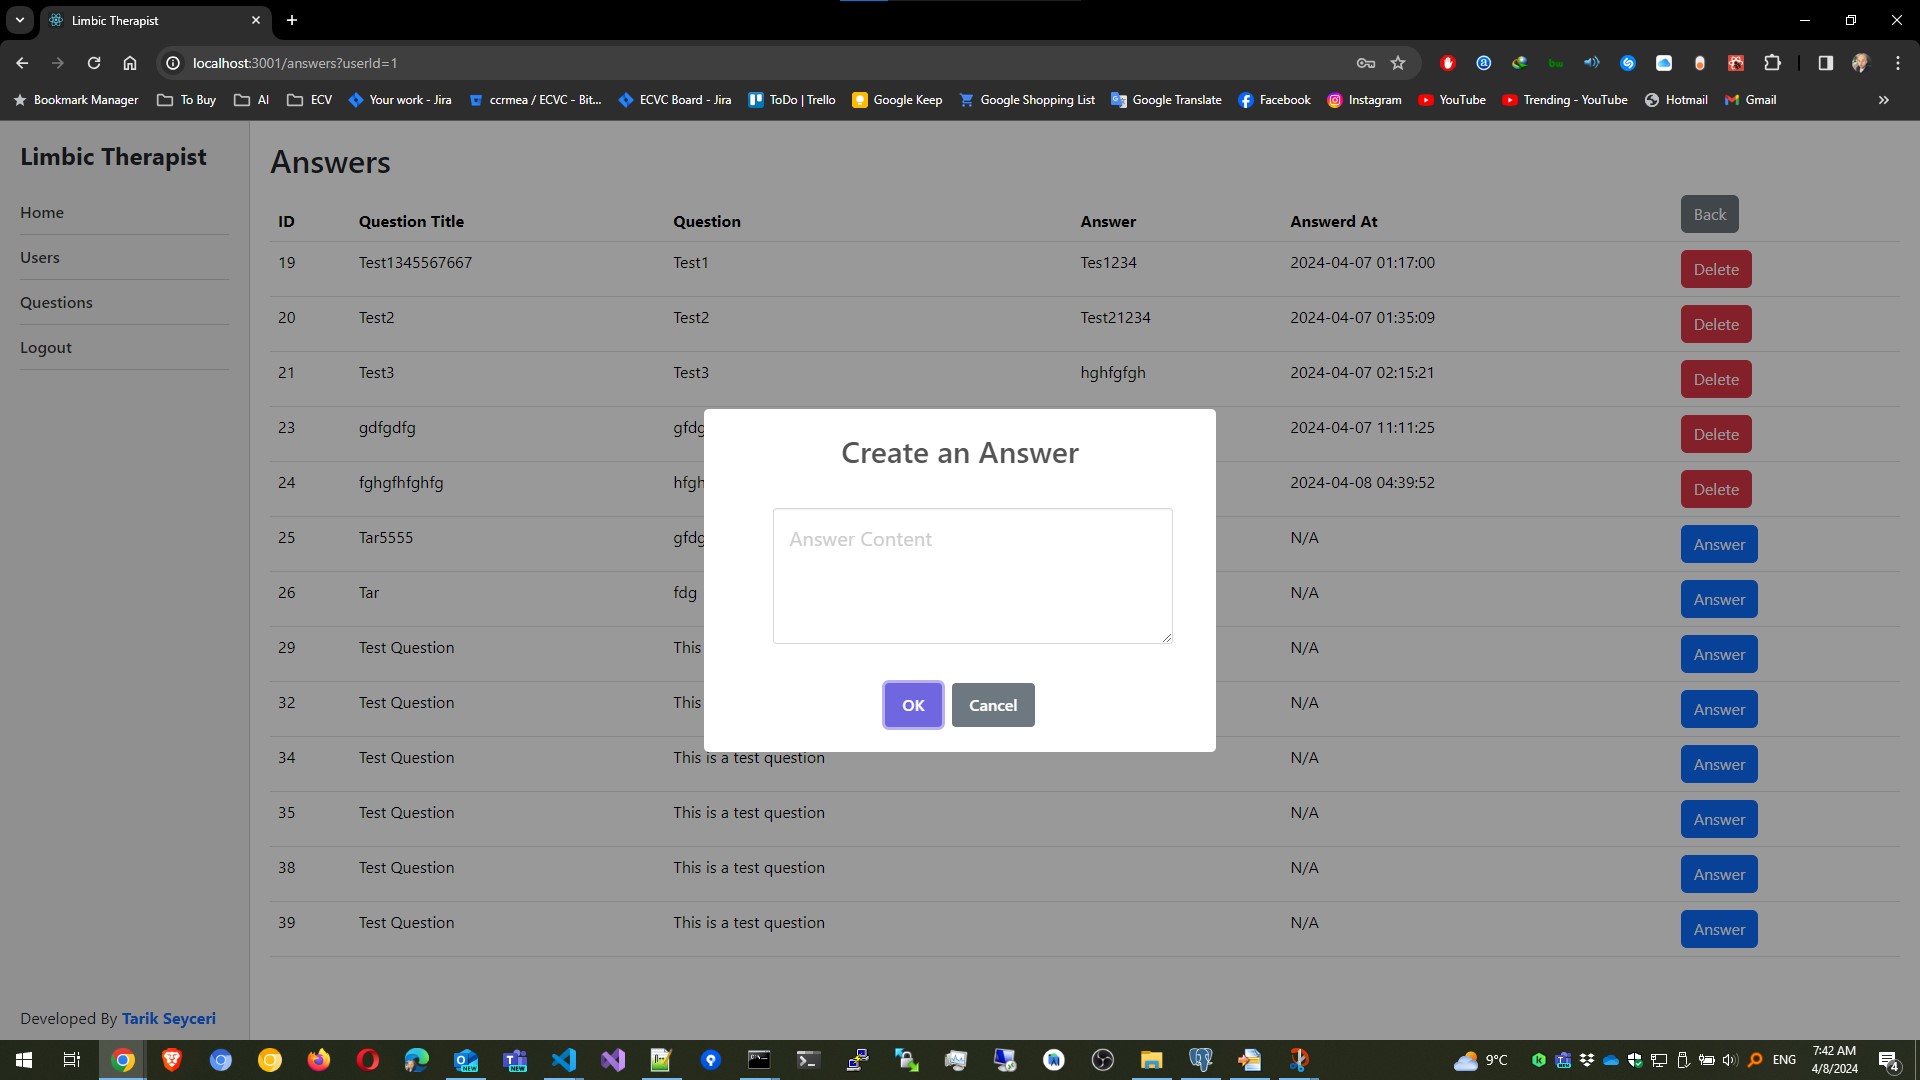 Limbic Therapist
localhost:3001/answers?userId=1
Bookmark Manager To Buy AI ECV Your work - Jira ccrmea / ECVC - Bit... ECVC Board - Jira ToDo | Trello Google Keep Google Shopping List Google Translate Facebook Instagram YouTube Trending - YouTube Hotmail Gmail
Limbic Therapist
Home
Users
Questions
Logout
Developed By Tarik Seyceri
Answers
ID Question Title Question Answer Answerd At Back
19 Test1345567667 Test1 Tes1234 2024-04-07 01:17:00 Delete
20 Test2 Test2 Test21234 2024-04-07 01:35:09 Delete
21 Test3 Test3 hghfgfgh 2024-04-07 02:15:21 Delete
23 gdfgdfg gfdg 2024-04-07 11:11:25 Delete
24 fghgfhfghfg hfgh 2024-04-08 04:39:52 Delete
25 Tar5555 gfdg N/A Answer
26 Tar fdg N/A Answer
29 Test Question This N/A Answer
32 Test Question This N/A Answer
34 Test Question This is a test question N/A Answer
35 Test Question This is a test question N/A Answer
38 Test Question This is a test question N/A Answer
39 Test Question This is a test question N/A Answer
Create an Answer
Answer Content
OK Cancel
9°C ENG 7:42 AM
4/8/2024 4